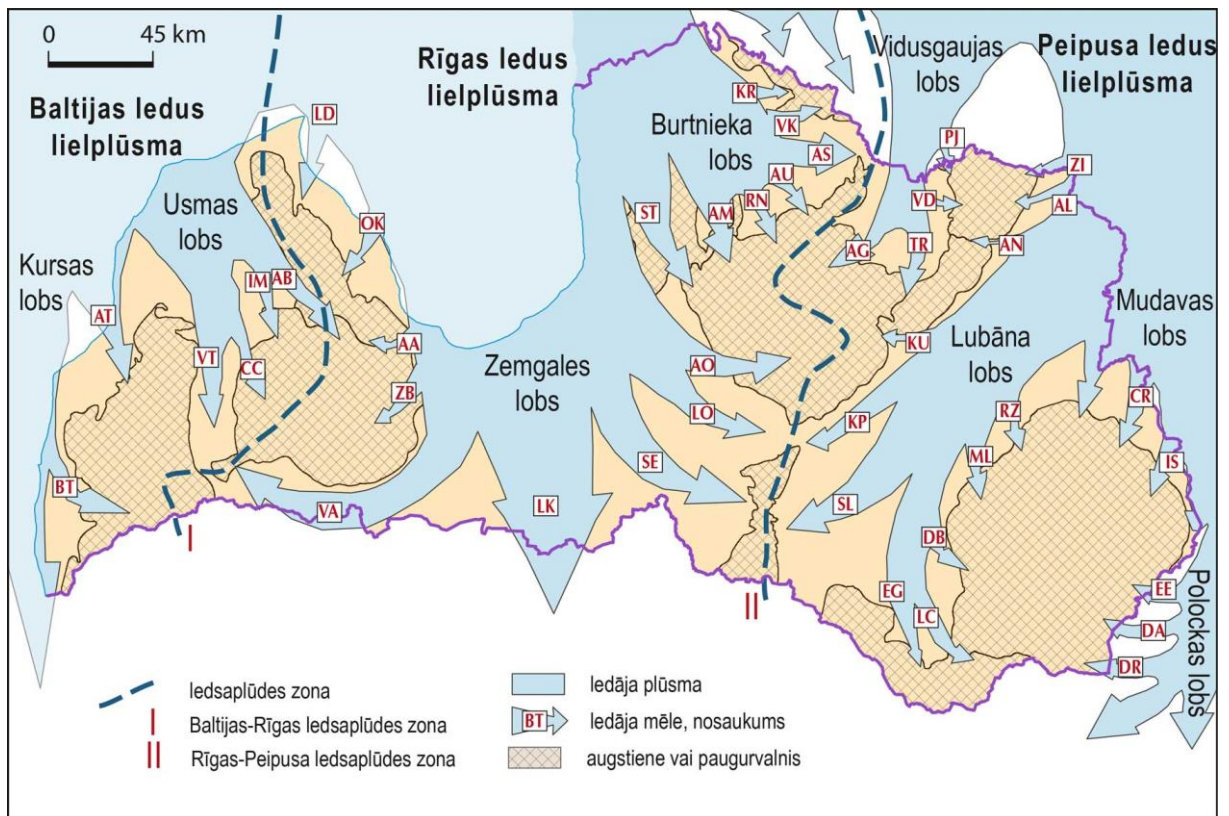 0 45 km
Baltijas ledus
lielplūsma
Rīgas ledus
lielplūsma
Vidusgaujas
lobs
Peipusa ledus
lielplūsma
Burtnieka
lobs
Usmas
lobs
Kursas
lobs
Zemgales
lobs
Lubāna
lobs
Mudavas
lobs
Polockas lobs
LD
OK
IM
AB
AT
VT
CC
AA
ZB
BT
VA
LK
KR
VK
AS
AU
RN
AM
ST
AG
TR
PJ
VD
ZI
AL
AN
KU
AO
LO
KP
SE
SL
RZ
CR
ML
IS
DB
EG
LC
EE
DA
DR
I
II
ledsaplūdes zona
I Baltijas-Rīgas ledsaplūdes zona
II Rīgas-Peipusa ledsaplūdes zona
ledāja plūsma
BT ledāja mēle, nosaukums
augstiene vai paugurvalnis